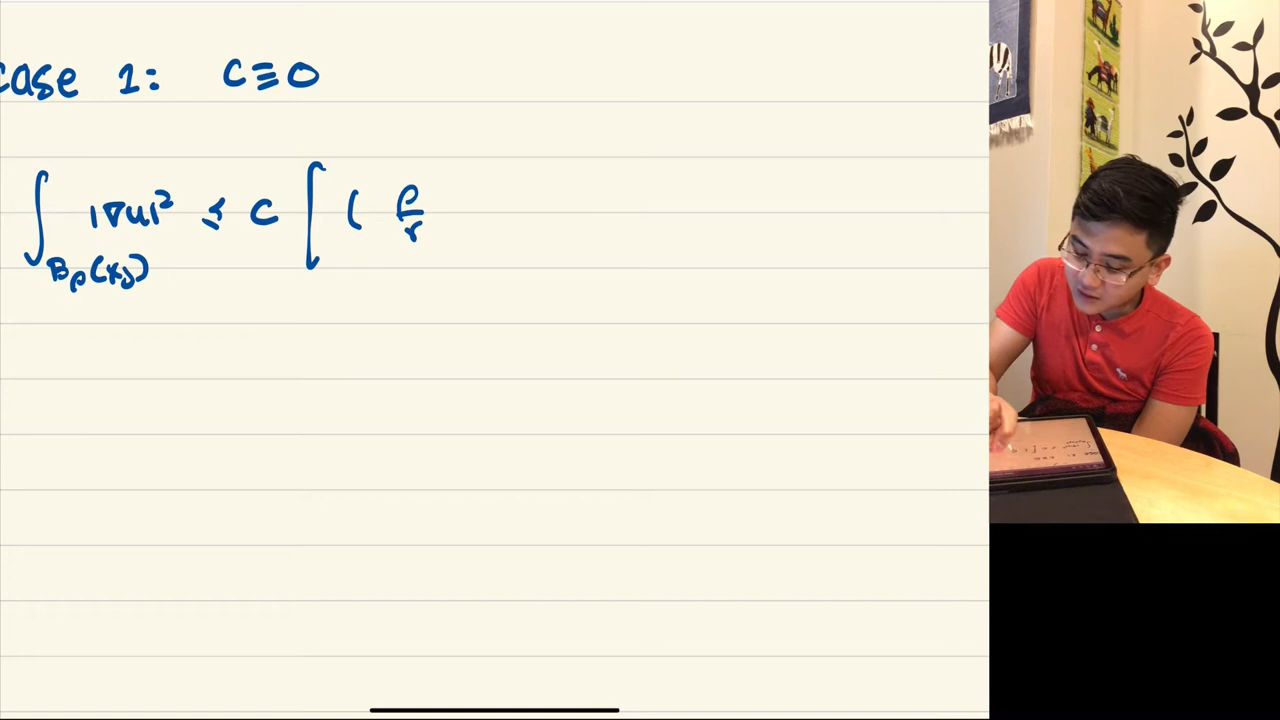 case 1: C≡0
∫_{B_ρ(x_0)} |∇u|² ≤ C [ ( ρ/r